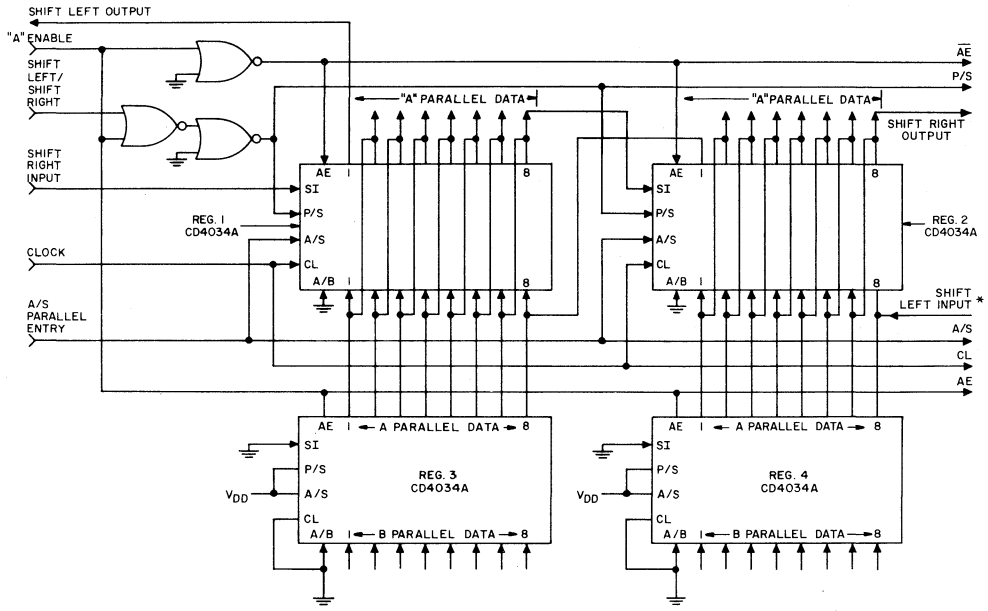 SHIFT LEFT OUTPUT
"A" ENABLE
SHIFT
LEFT/
SHIFT
RIGHT
AE
P/S
"A" PARALLEL DATA
"A" PARALLEL DATA
SHIFT RIGHT
OUTPUT
SHIFT
RIGHT
INPUT
AE 1 8
SI
P/S
A/S
CL
A/B 1 8
REG. 1
CD4034A
AE 1 8
SI
P/S
A/S
CL
A/B 1 8
REG. 2
CD4034A
CLOCK
A/S
PARALLEL
ENTRY
SHIFT
LEFT INPUT *
A/S
CL
AE
AE 1 A PARALLEL DATA 8
SI
P/S
A/S
CL
A/B 1 B PARALLEL DATA 8
REG. 3
CD4034A
VDD
AE 1 A PARALLEL DATA 8
SI
P/S
A/S
CL
A/B 1 B PARALLEL DATA 8
REG. 4
CD4034A
VDD